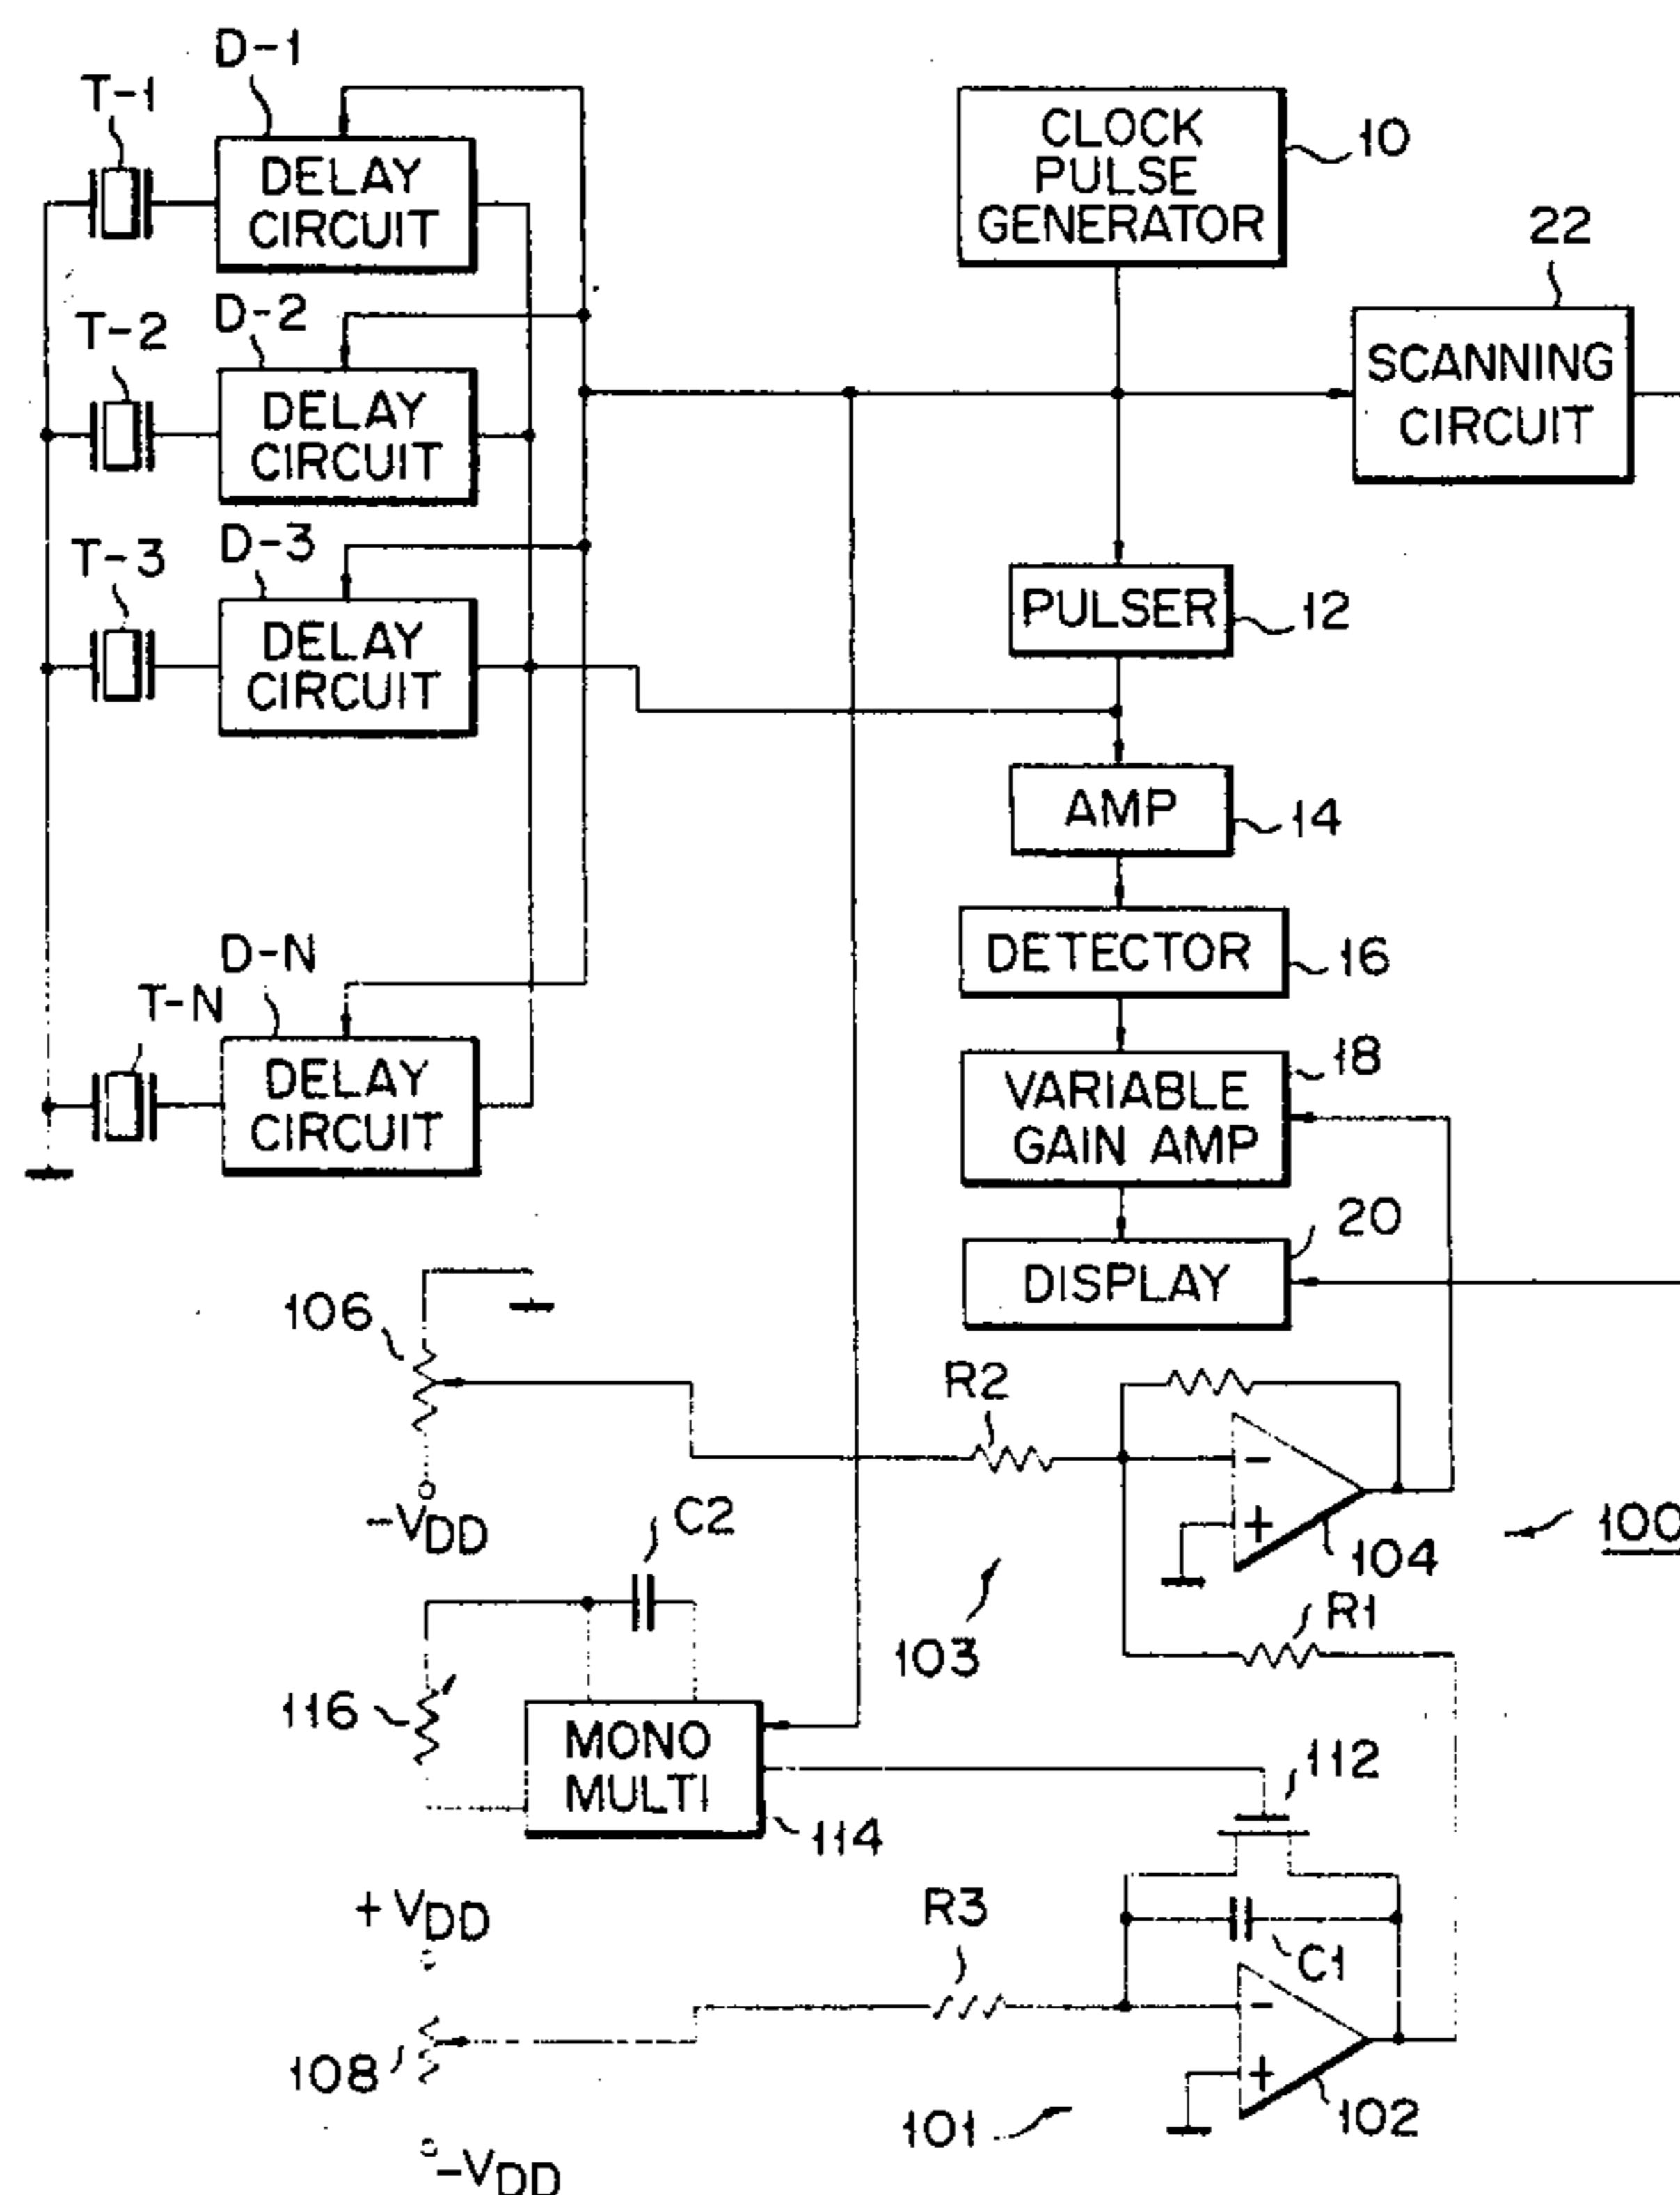 D-1
T-1
DELAY
CIRCUIT
CLOCK
PULSE
GENERATOR
10
22
SCANNING
CIRCUIT
D-2
T-2
DELAY
CIRCUIT
D-3
T-3
DELAY
CIRCUIT
PULSER
12
AMP
14
DETECTOR
16
D-N
T-N
DELAY
CIRCUIT
VARIABLE
GAIN AMP
18
DISPLAY
20
106
-VDD
R2
-
+
104
100
103
R1
C2
116
MONO
MULTI
114
112
+VDD
108
-VDD
R3
C1
-
+
102
101